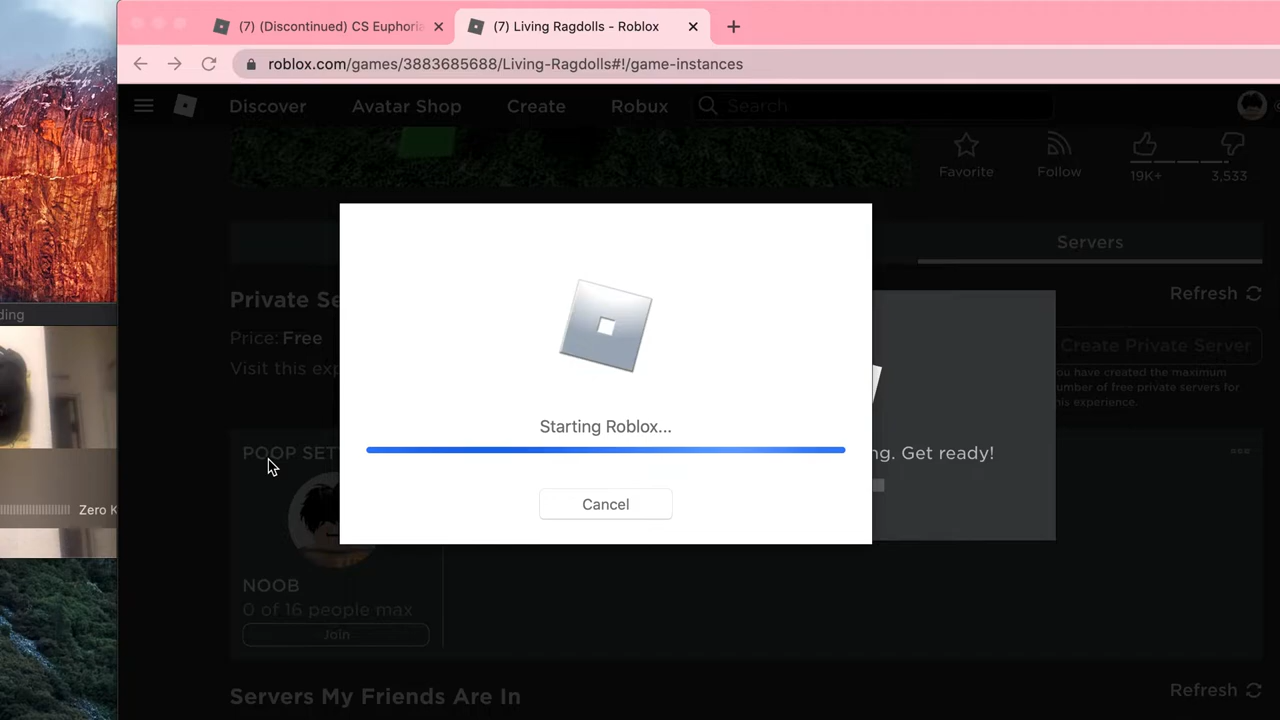 (7) (Discontinued) CS Euphoria
(7) Living Ragdolls - Roblox
roblox.com/games/3883685688/Living-Ragdolls#!/game-instances
Discover
Avatar Shop
Create
Robux
Search
Favorite
Follow
19K+
3,533
Servers
Private Se
Refresh
Price: Free
Visit this exp
Create Private Server
ou have created the maximum
umber of free private servers for
his experience.
ding
Starting Roblox...
Cancel
ng. Get ready!
POOP SET
Zero K
NOOB
0 of 16 people max
Join
Servers My Friends Are In
Refresh